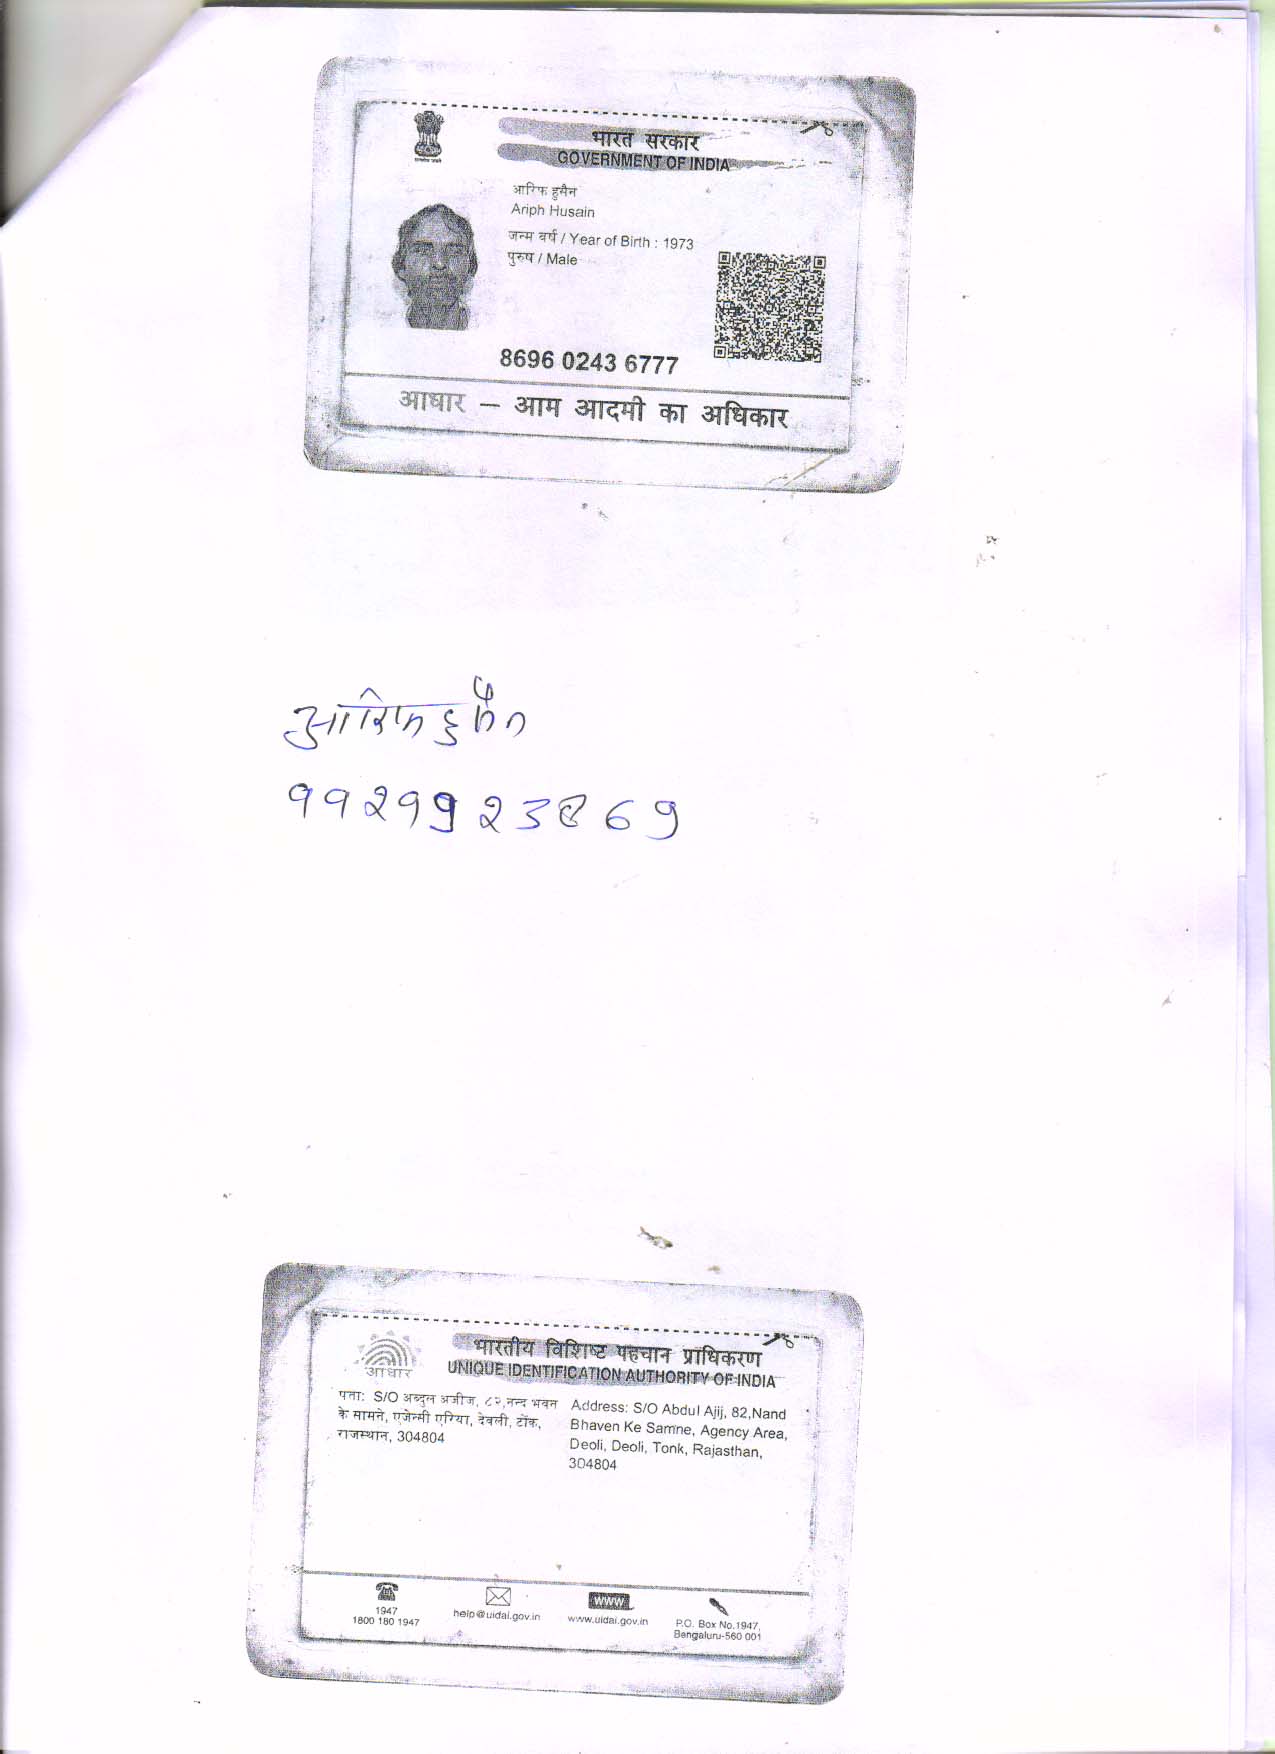 भारत सरकार
GOVERNMENT OF INDIA
आरिफ हुसैन
Ariph Husain
जन्म वर्ष / Year of Birth : 1973
पुरुष / Male
8696 0243 6777
आधार – आम आदमी का अधिकार
आरिफ हुसैन
भारतीय विशिष्ट पहचान प्राधिकरण
UNIQUE IDENTIFICATION AUTHORITY OF INDIA
आधार
पता: S/O अब्दुल अजीज, ८२,नन्द भवन
के सामने, एजेन्सी एरिया, देवली, टोंक,
राजस्थान, 304804
Address: S/O Abdul Ajij, 82,Nand
Bhaven Ke Samne, Agency Area,
Deoli, Deoli, Tonk, Rajasthan,
304804
1947
1800 180 1947
help@uidai.gov.in
www
www.uidai.gov.in
P.O. Box No.1947,
Bengaluru-560 001